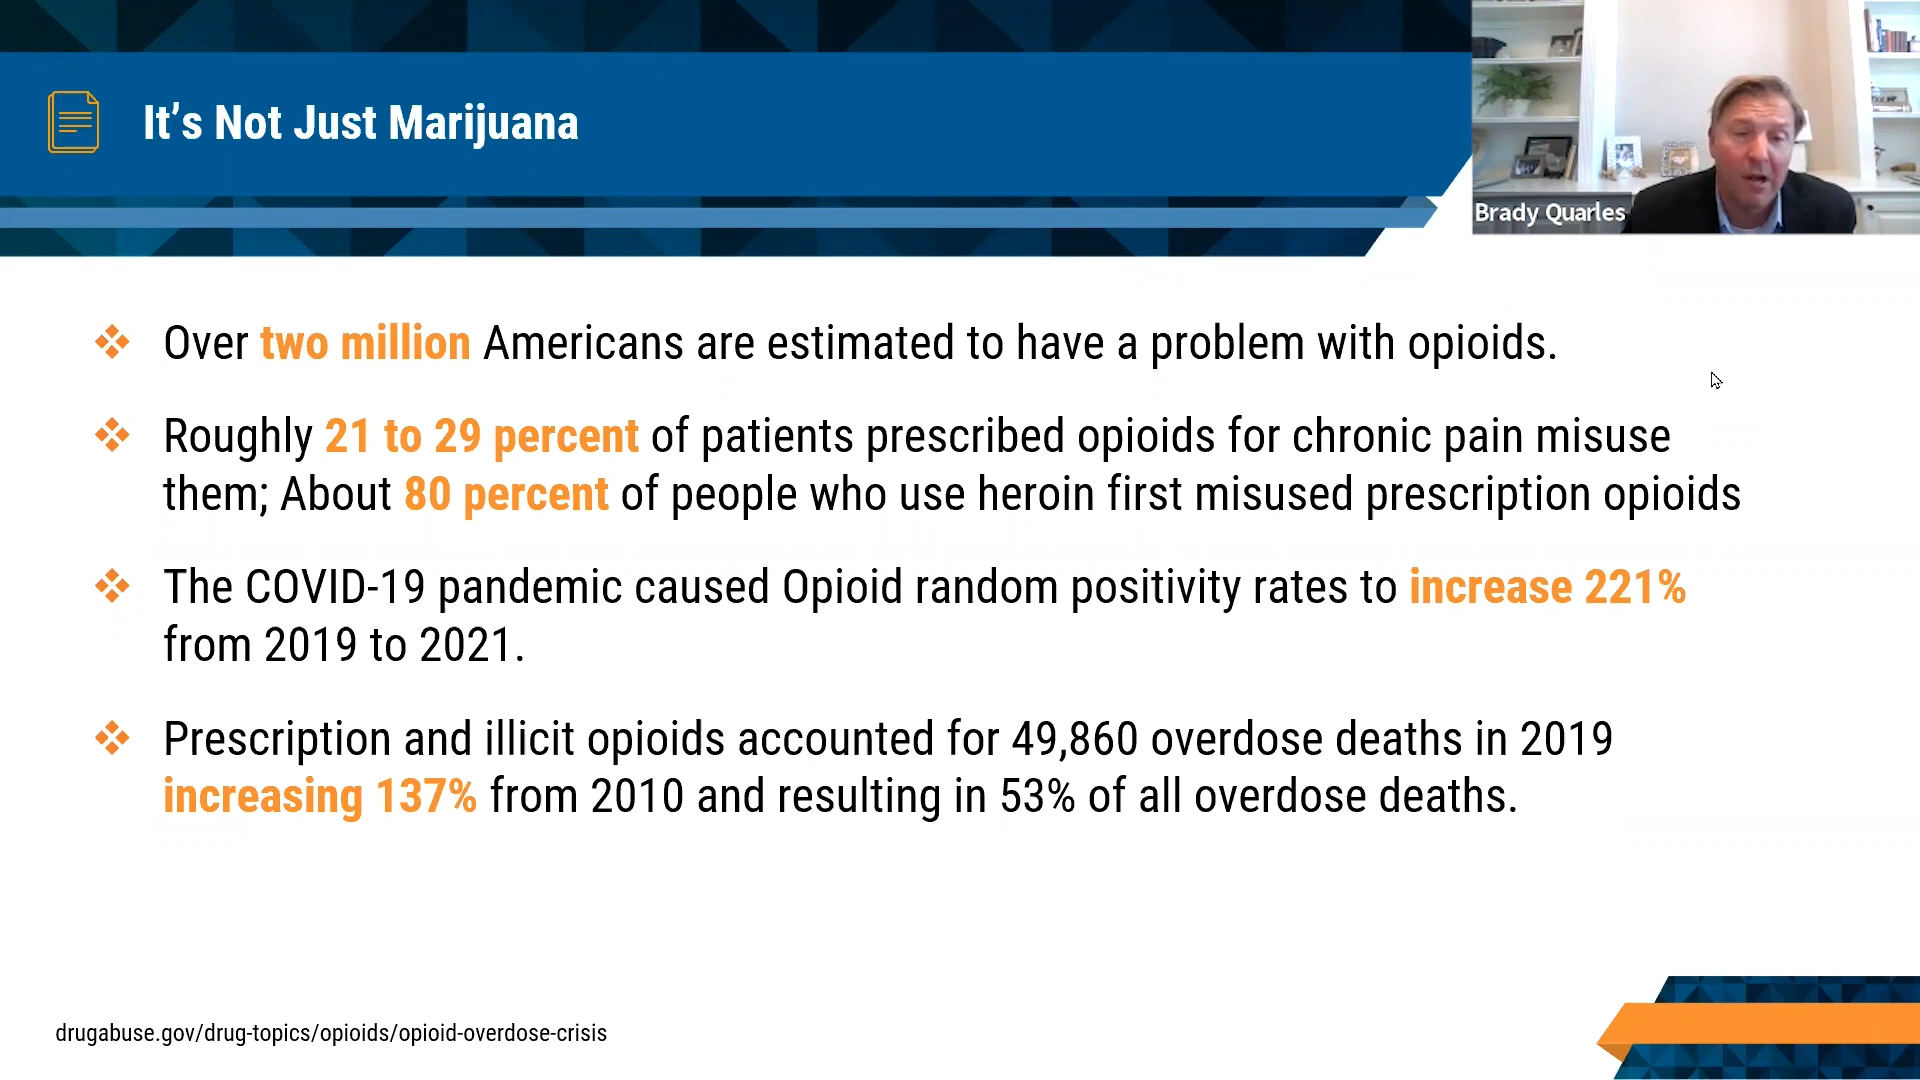 It’s Not Just Marijuana
Brady Quarles
Over two million Americans are estimated to have a problem with opioids.
Roughly 21 to 29 percent of patients prescribed opioids for chronic pain misuse
them; About 80 percent of people who use heroin first misused prescription opioids
The COVID-19 pandemic caused Opioid random positivity rates to increase 221%
from 2019 to 2021.
Prescription and illicit opioids accounted for 49,860 overdose deaths in 2019
increasing 137% from 2010 and resulting in 53% of all overdose deaths.
drugabuse.gov/drug-topics/opioids/opioid-overdose-crisis